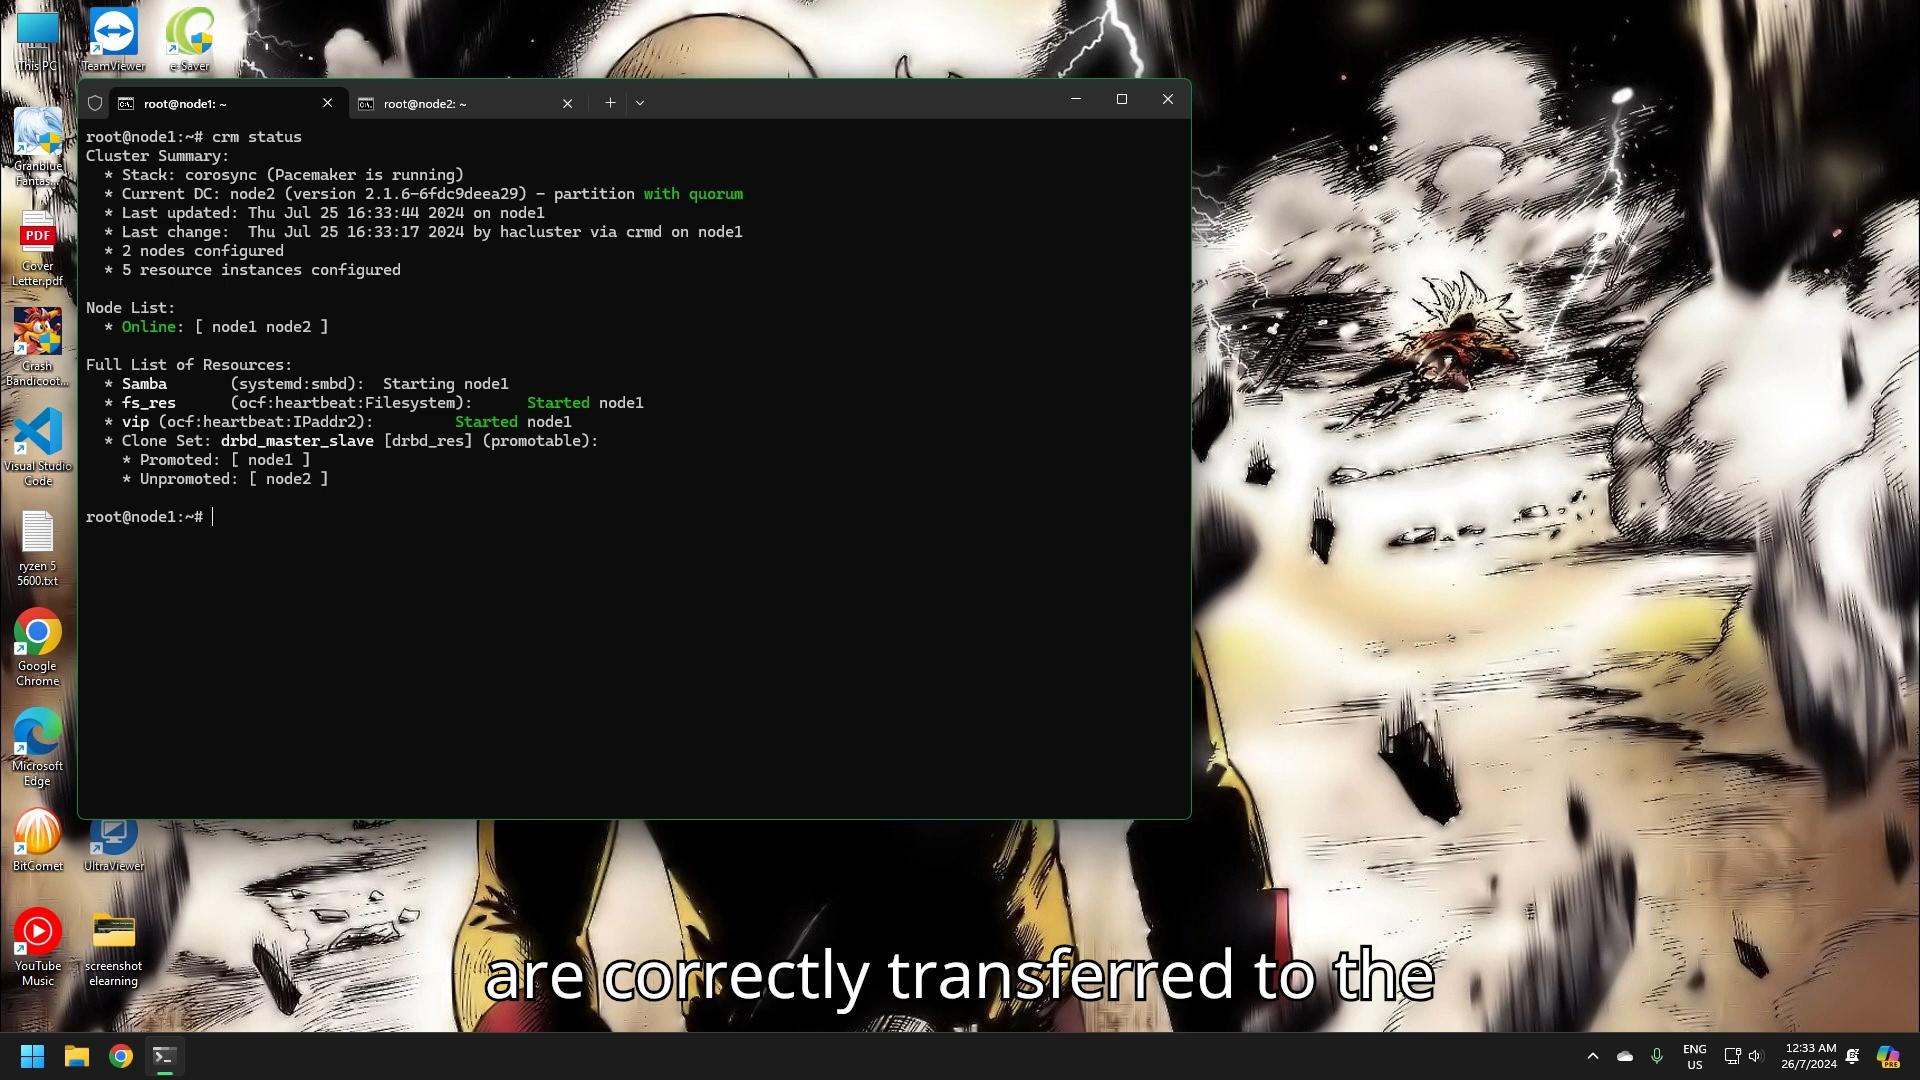 This PC
TeamViewer
e-Saver
root@node1: ~
root@node2: ~
root@node1:~# crm status
Cluster Summary:
* Stack: corosync (Pacemaker is running)
* Current DC: node2 (version 2.1.6-6fdc9deea29) - partition with quorum
* Last updated: Thu Jul 25 16:33:44 2024 on node1
* Last change:  Thu Jul 25 16:33:17 2024 by hacluster via crmd on node1
* 2 nodes configured
* 5 resource instances configured
Node List:
* Online: [ node1 node2 ]
Full List of Resources:
* Samba (systemd:smbd): Starting node1
* fs_res (ocf:heartbeat:Filesystem): Started node1
* vip (ocf:heartbeat:IPaddr2): Started node1
* Clone Set: drbd_master_slave [drbd_res] (promotable):
* Promoted: [ node1 ]
* Unpromoted: [ node2 ]
root@node1:~#
Granblue
Fantas...
PDF
Cover
Letter.pdf
Crash
Bandicoot...
Visual Studio
Code
ryzen 5
5600.txt
Google
Chrome
Microsoft
Edge
BitComet
UltraViewer
YouTube
Music
screenshot
elearning
are correctly transferred to the
ENG
US
12:33 AM
26/7/2024
PRE